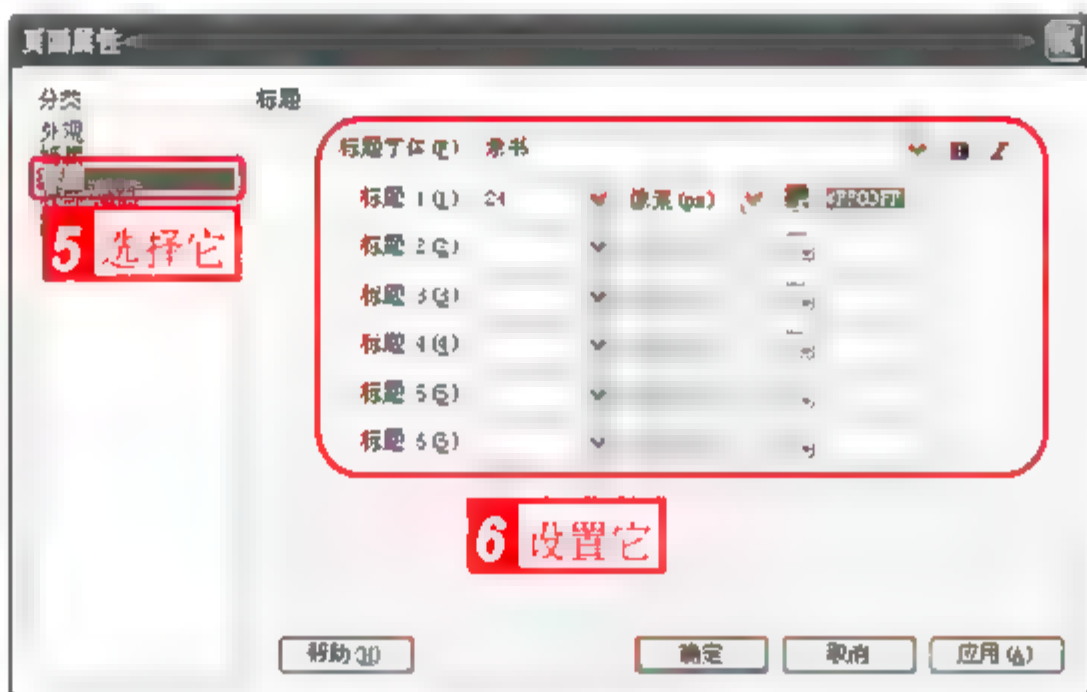 页面属性
分类
标题
外观
标题字体(F) 隶书 B I
标题 1(1) 24 像素(px)
标题 2(2)
标题 3(3)
标题 4(4)
标题 5(5)
标题 6(6)
5 选择它
6 设置它
帮助(H) 确定 取消 应用(A)